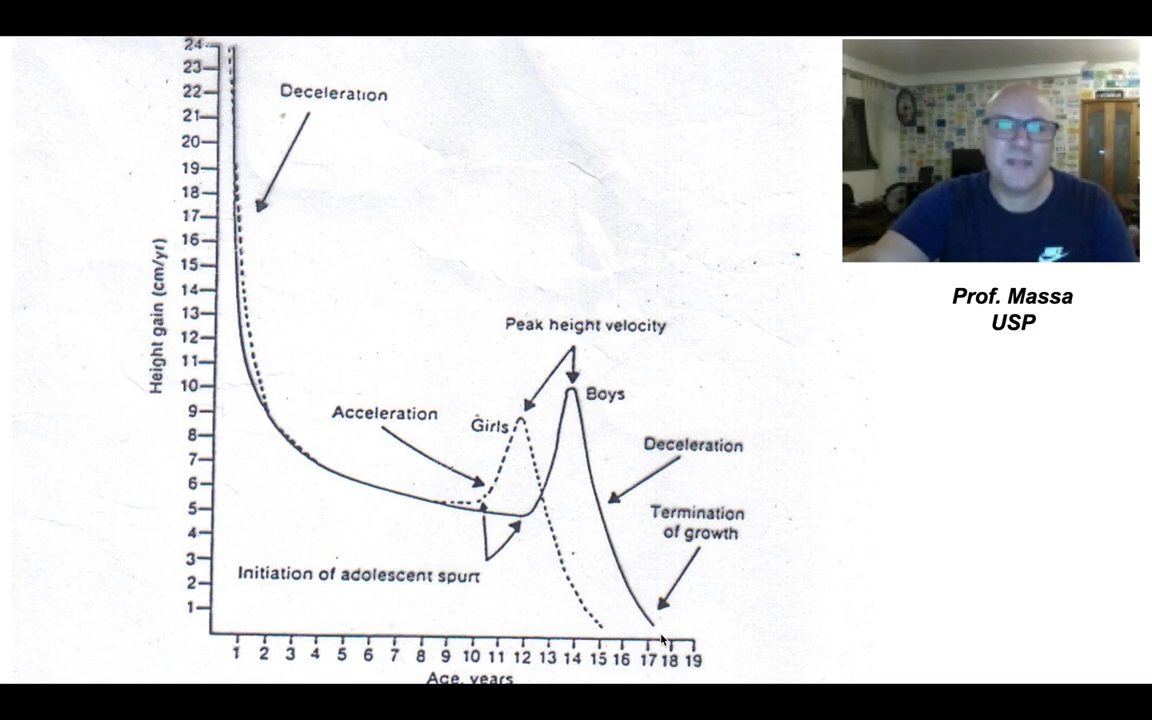 24
23
22
21
20
19
18
17
16
15
14
13
12
11
10
9
8
7
6
5
4
3
2
1
Height gain (cm/yr)
Deceleration
Peak height velocity
Boys
Acceleration
Girls
Deceleration
Termination
of growth
Initiation of adolescent spurt
1 2 3 4 5 6 7 8 9 10 11 12 13 14 15 16 17 18 19
Age, years
Prof. Massa
USP